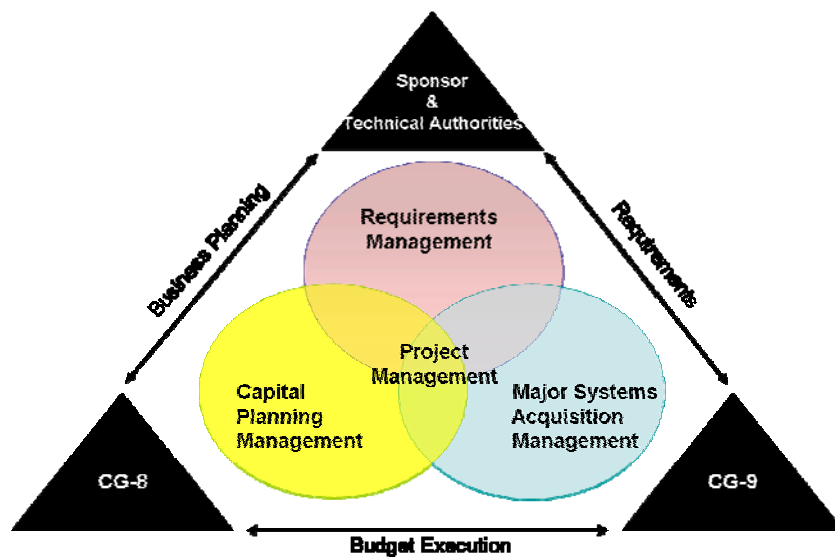 Sponsor
&
Technical Authorities
Business Planning
Requirements
Requirements
Management
Project
Management
Capital
Planning
Management
Major Systems
Acquisition
Management
CG-8
CG-9
Budget Execution